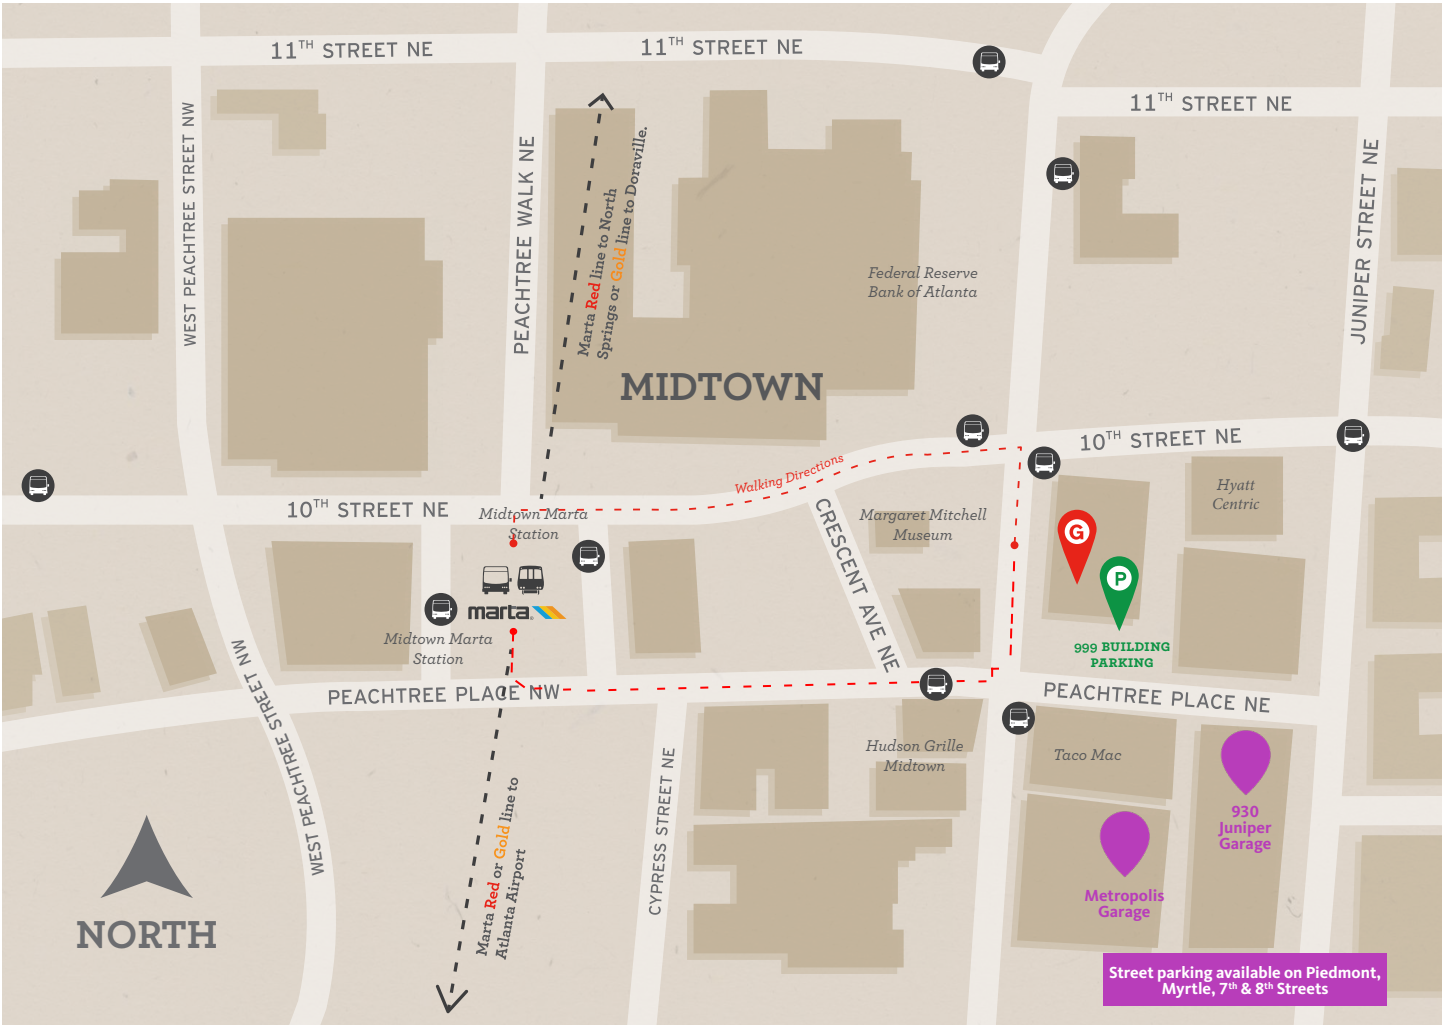 11TH STREET NE
11TH STREET NE
11TH STREET NE
WEST PEACHTREE STREET NW
PEACHTREE WALK NE
Marta Red line to North
Springs or Gold line to Doraville.
JUNIPER STREET NE
Federal Reserve
Bank of Atlanta
MIDTOWN
10TH STREET NE
Walking Directions
10TH STREET NE
Midtown Marta
Station
CRESCENT AVE NE
Margaret Mitchell
Museum
Hyatt
Centric
G
P
marta
Midtown Marta
Station
999 BUILDING
PARKING
WEST PEACHTREE STREET NW
PEACHTREE PLACE NW
PEACHTREE PLACE NE
WEST PEACHTREE STREET NW
Marta Red or Gold line to
Atlanta Airport
CYPRESS STREET NE
Hudson Grille
Midtown
Taco Mac
930
Juniper
Garage
Metropolis
Garage
NORTH
Street parking available on Piedmont,
Myrtle, 7th & 8th Streets